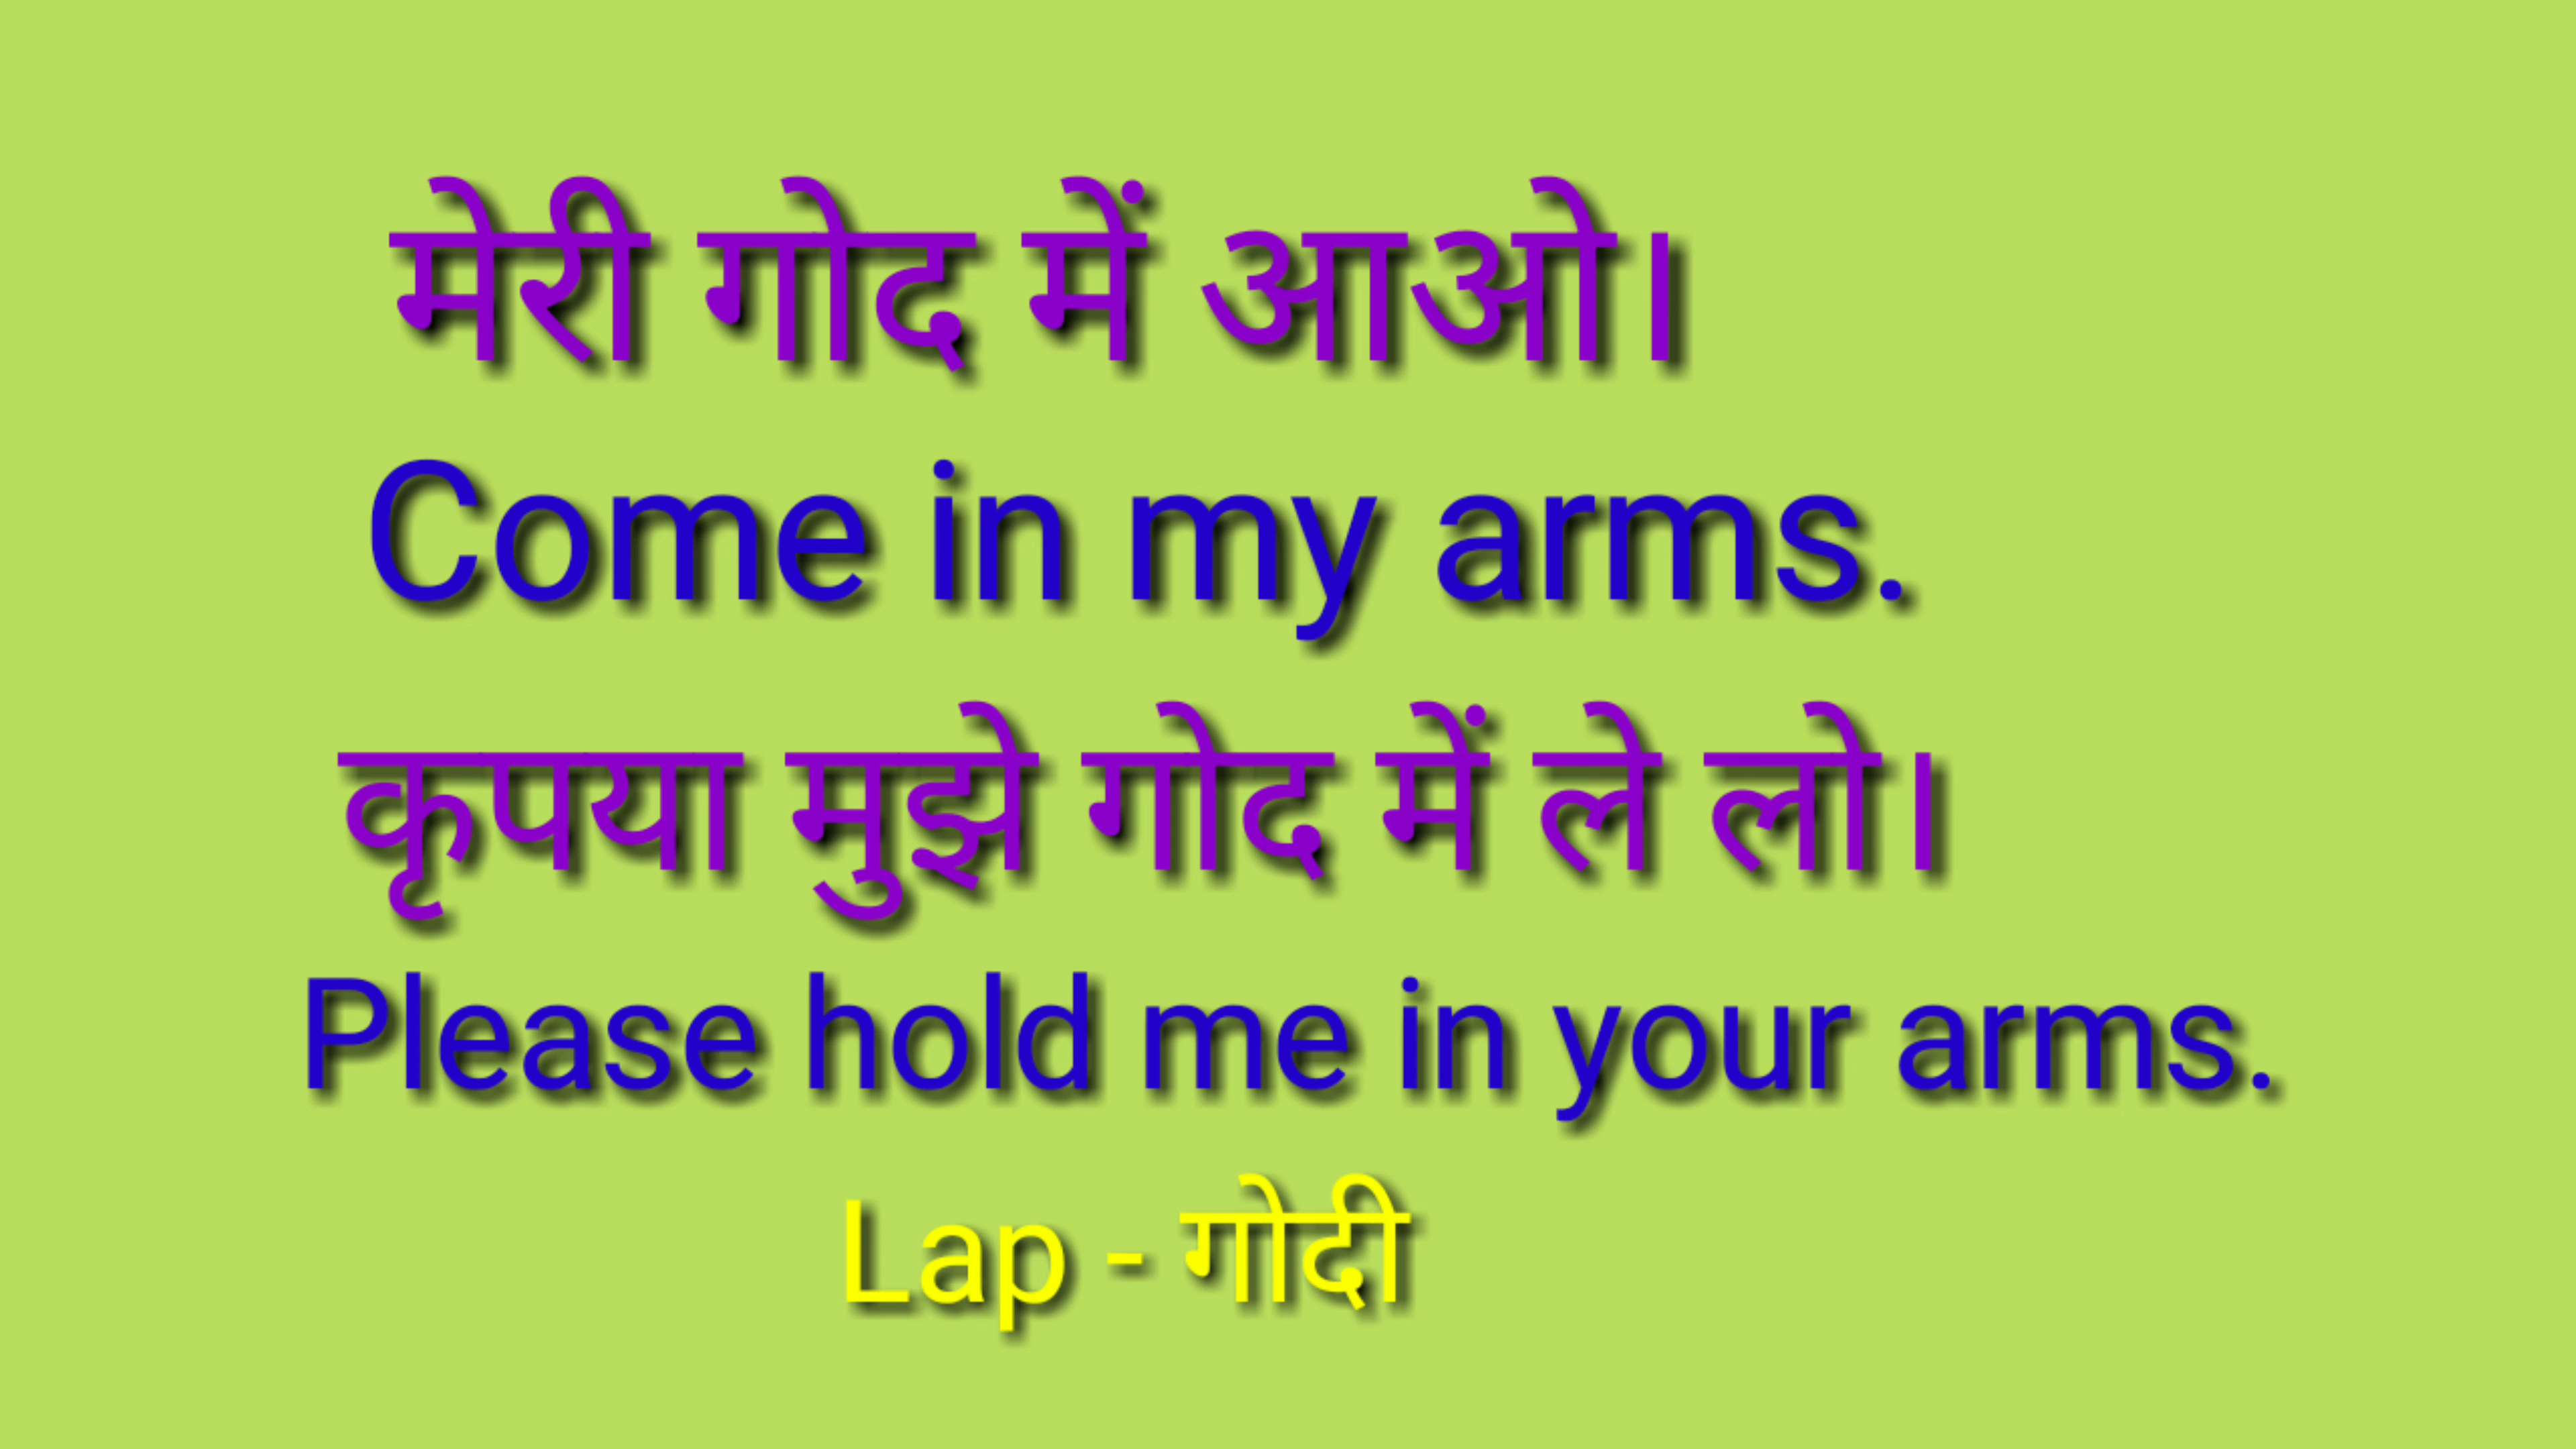 मेरी गोद में आओ।
Come in my arms.
कृपया मुझे गोद में ले लो।
Please hold me in your arms.
Lap - गोदी